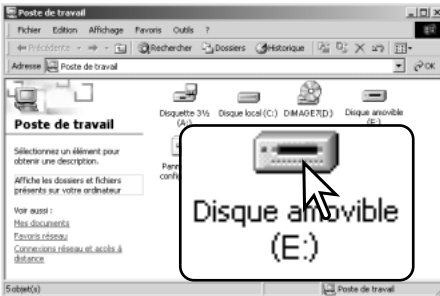 Poste de travail
Fichier Edition Affichage Favoris Outils ?
Précédente Rechercher Dossiers Historique
Adresse Poste de travail OK
Disquette 3½ (A:)
Disque local (C:)
DiMAGE7(D:)
Disque amovible (E:)
Poste de travail
Sélectionnez un élément pour
obtenir une description.
Affiche les dossiers et fichiers
présents sur votre ordinateur
Voir aussi :
Mes documents
Favoris réseau
Connexions réseau et accès à
distance
Disque amovible
(E:)
5 objet(s) Poste de travail